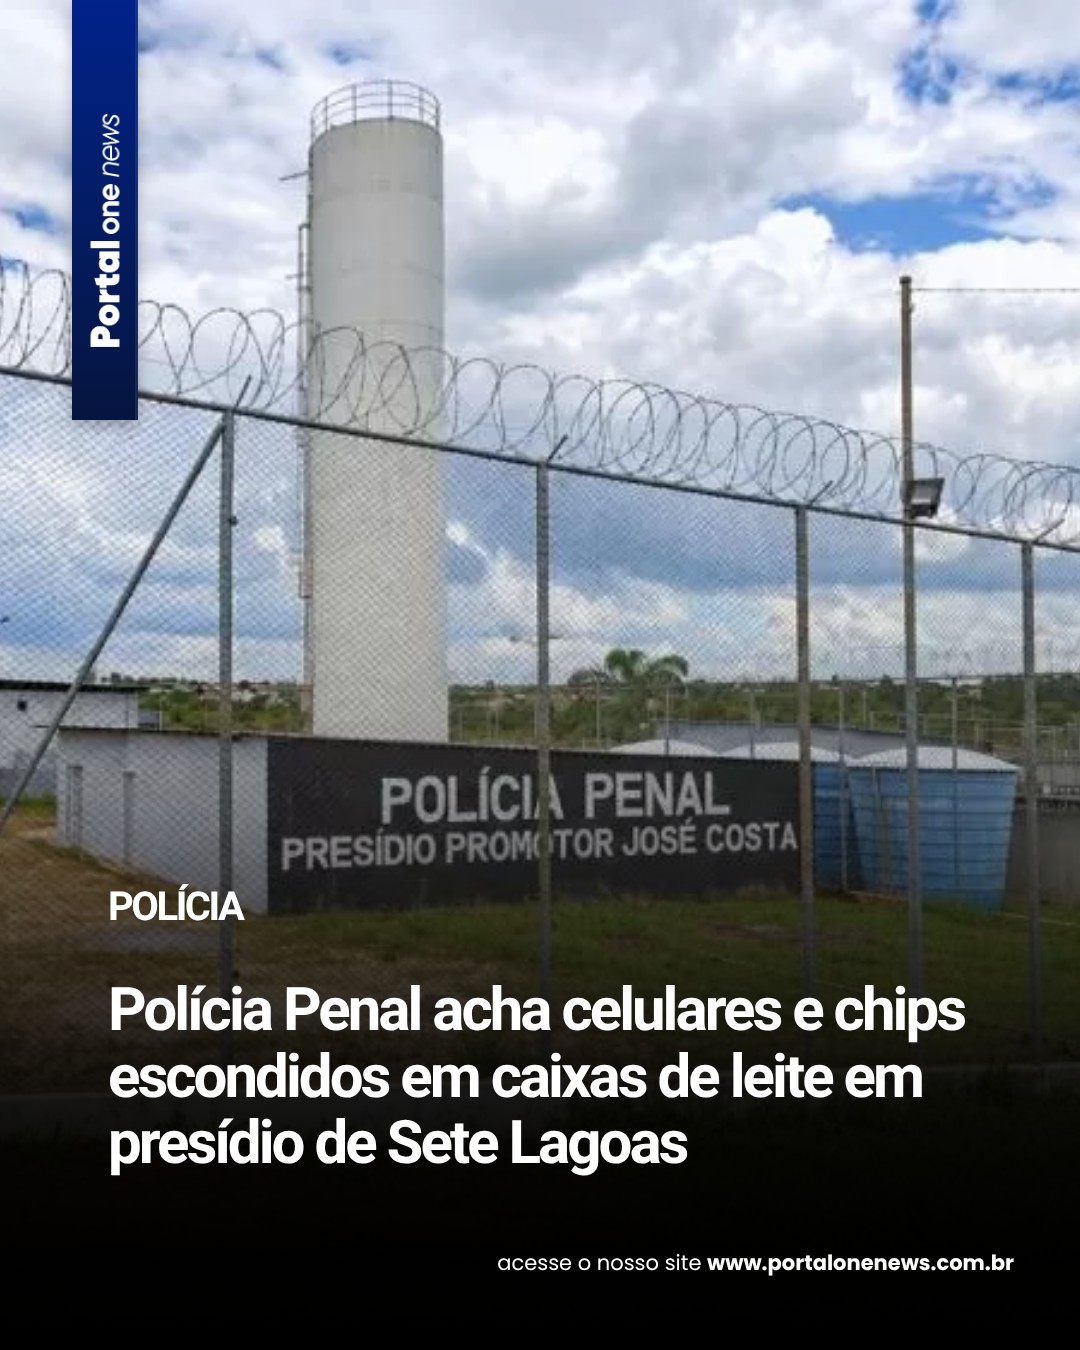 Portal one news
POLÍCIA PENAL
PRESÍDIO PROMOTOR JOSÉ COSTA
POLÍCIA
Polícia Penal acha celulares e chips
escondidos em caixas de leite em
presídio de Sete Lagoas
acesse o nosso site www.portalonenews.com.br